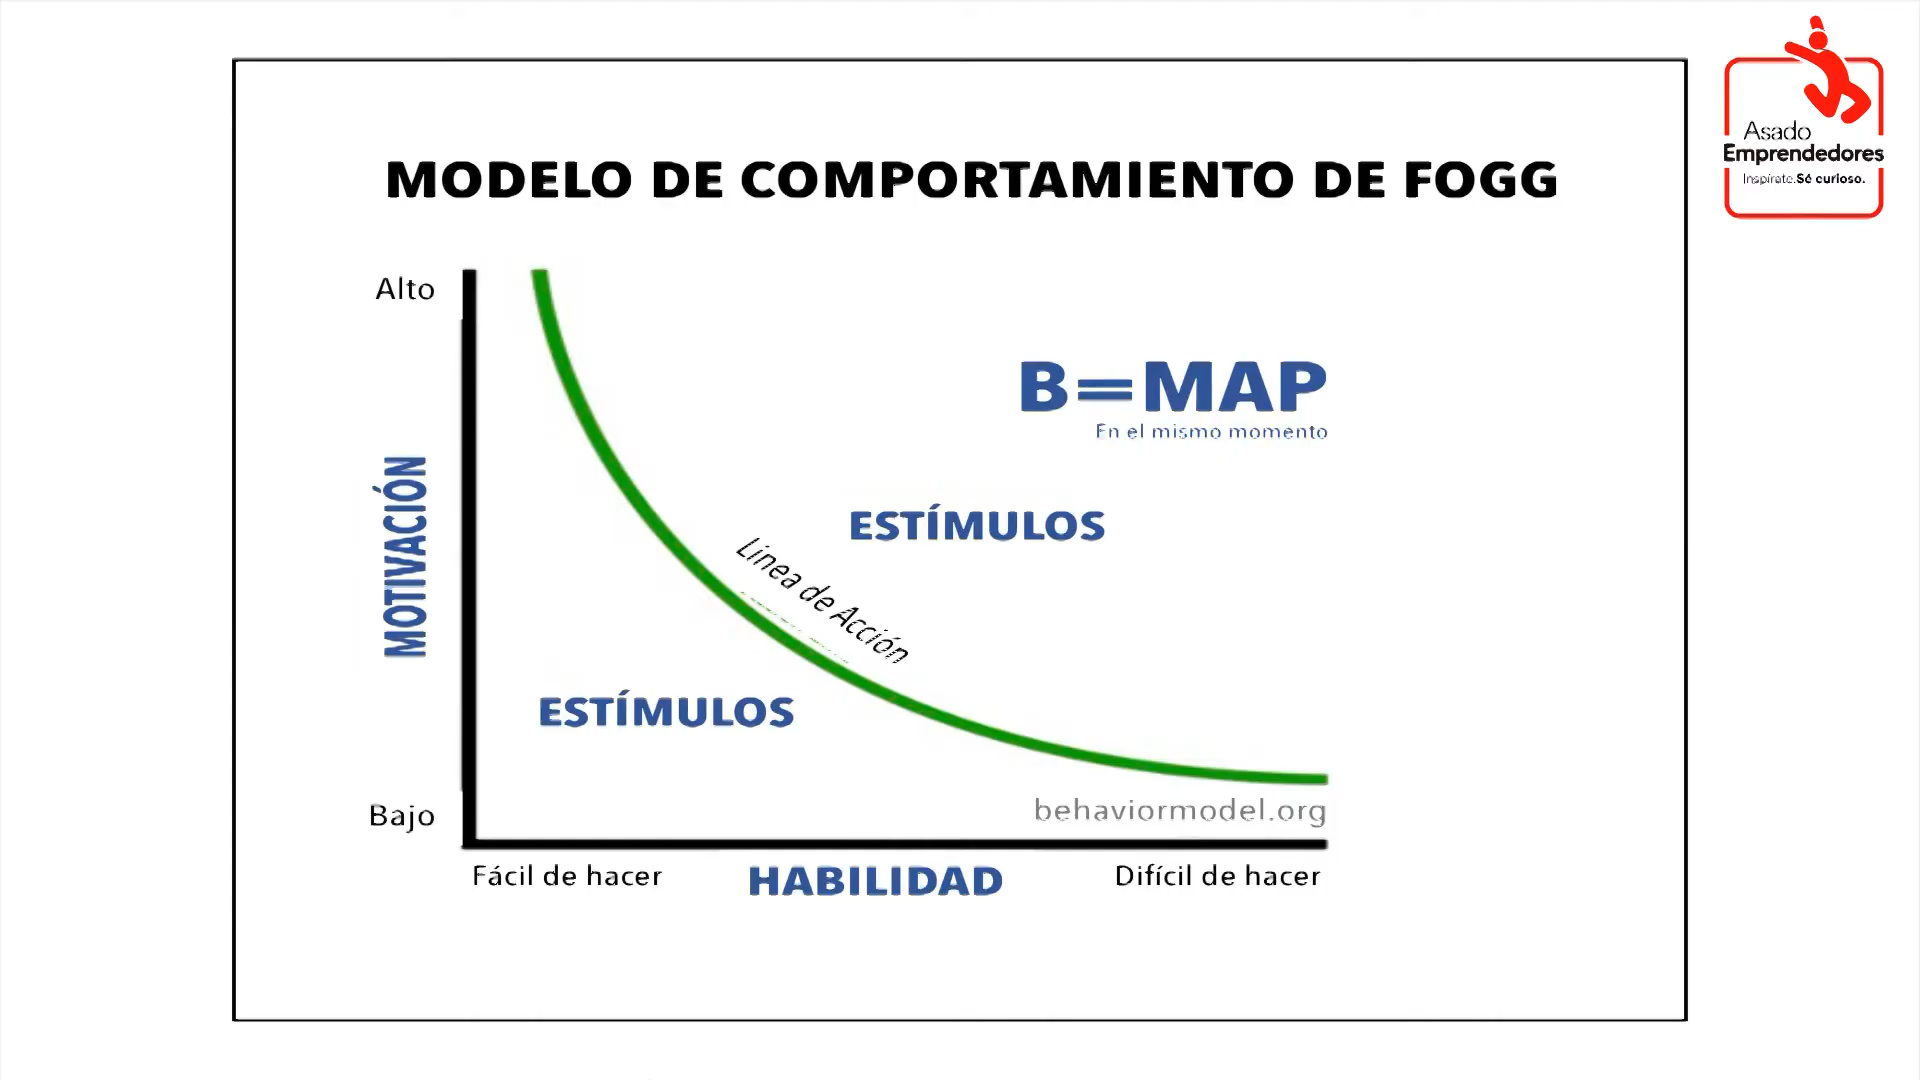 Asado
Emprendedores
Inspírate.Sé curioso.
MODELO DE COMPORTAMIENTO DE FOGG
Alto
B=MAP
En el mismo momento
MOTIVACIÓN
ESTÍMULOS
Línea de Acción
ESTÍMULOS
Bajo
behaviormodel.org
Fácil de hacer
HABILIDAD
Difícil de hacer